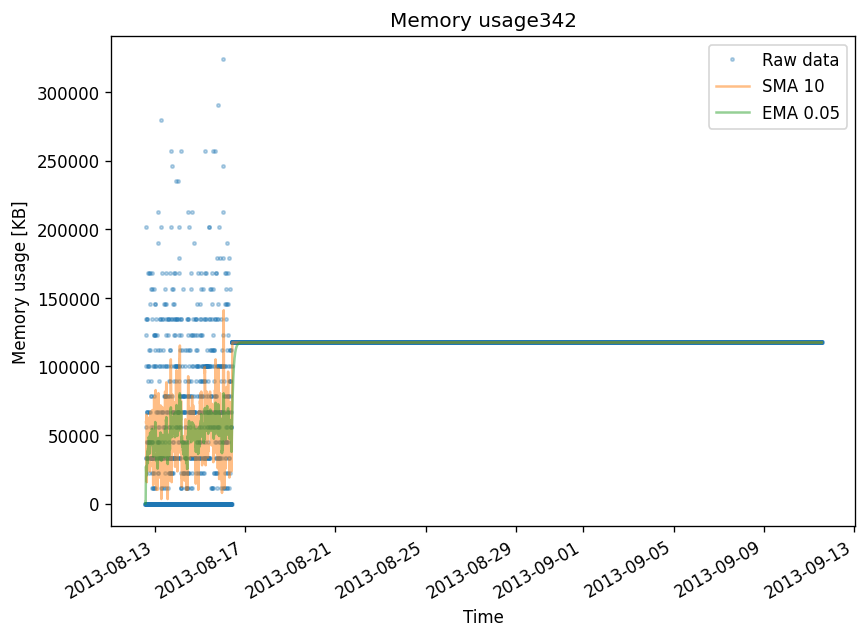 Memory usage342
Raw data
SMA 10
EMA 0.05
Memory usage [KB]
300000
250000
200000
150000
100000
50000
0
2013-08-13
2013-08-17
2013-08-21
2013-08-25
2013-08-29
2013-09-01
2013-09-05
2013-09-09
2013-09-13
Time